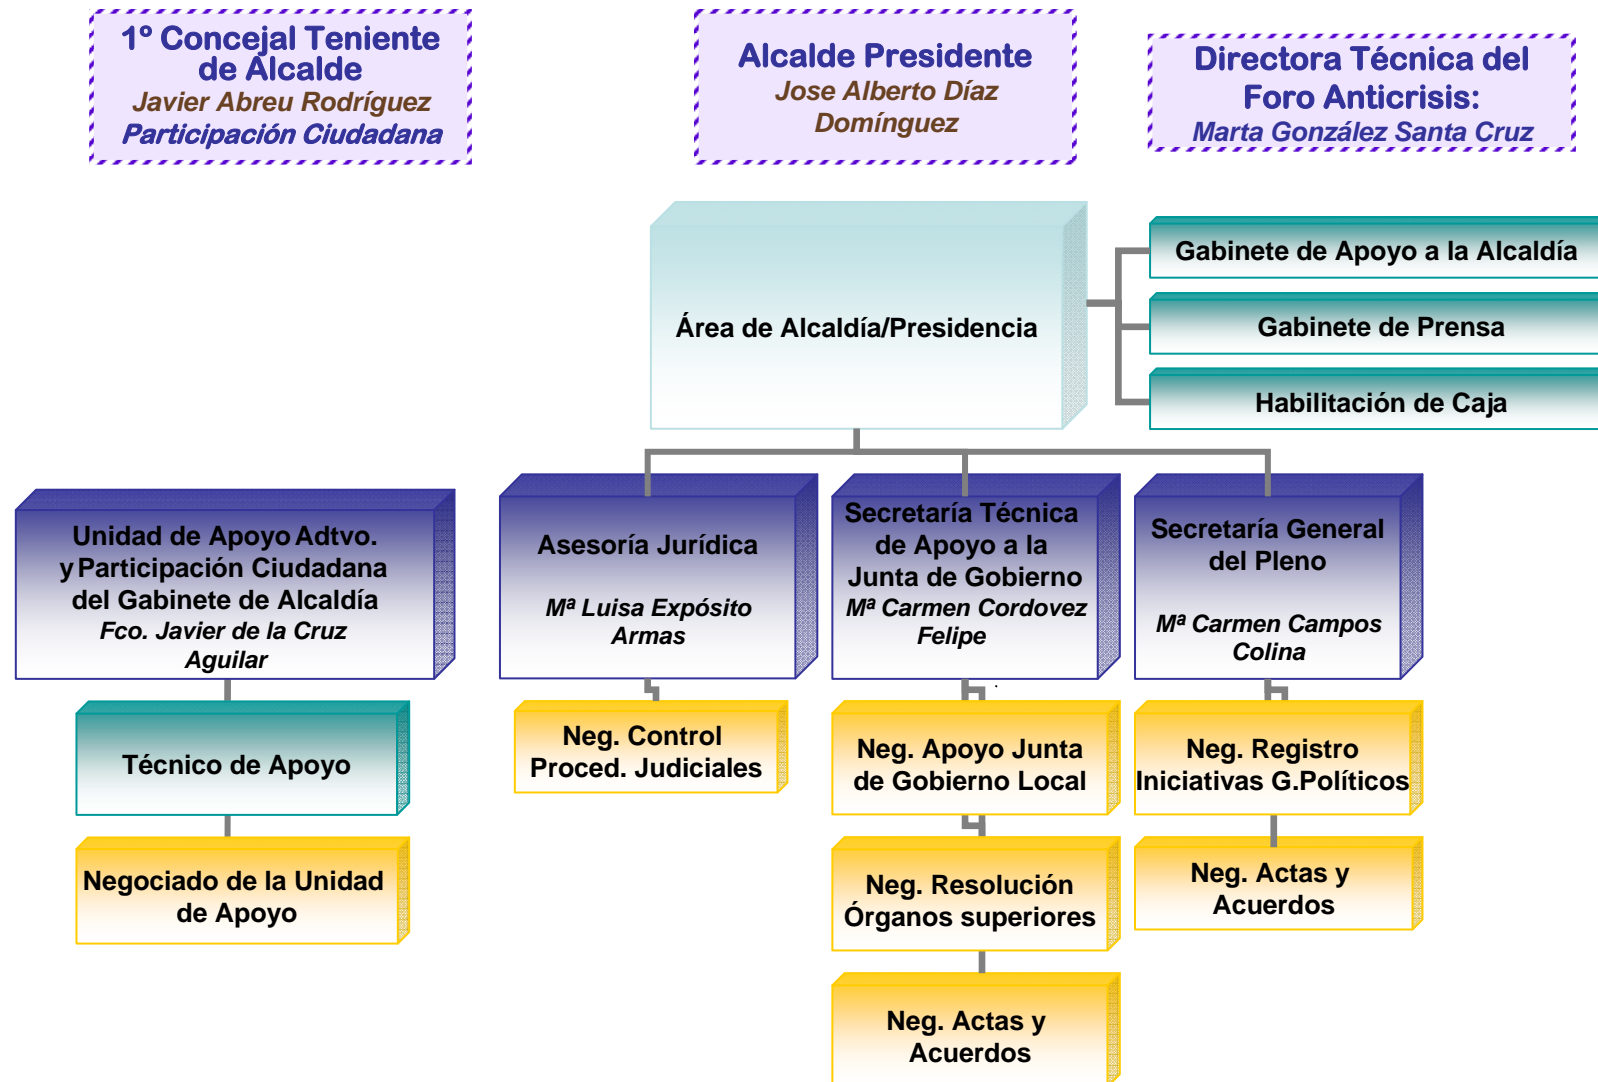 1º Concejal Teniente
de Alcalde
Javier Abreu Rodríguez
Participación Ciudadana
Alcalde Presidente
Jose Alberto Díaz
Domínguez
Directora Técnica del
Foro Anticrisis:
Marta González Santa Cruz
Área de Alcaldía/Presidencia
Gabinete de Apoyo a la Alcaldía
Gabinete de Prensa
Habilitación de Caja
Unidad de Apoyo Adtvo.
y Participación Ciudadana
del Gabinete de Alcaldía
Fco. Javier de la Cruz
Aguilar
Asesoría Jurídica
Mª Luisa Expósito
Armas
Secretaría Técnica
de Apoyo a la
Junta de Gobierno
Mª Carmen Cordovez
Felipe
Secretaría General
del Pleno
Mª Carmen Campos
Colina
Técnico de Apoyo
Negociado de la Unidad
de Apoyo
Neg. Control
Proced. Judiciales
Neg. Apoyo Junta
de Gobierno Local
Neg. Resolución
Órganos superiores
Neg. Actas y
Acuerdos
Neg. Registro
Iniciativas G.Políticos
Neg. Actas y
Acuerdos